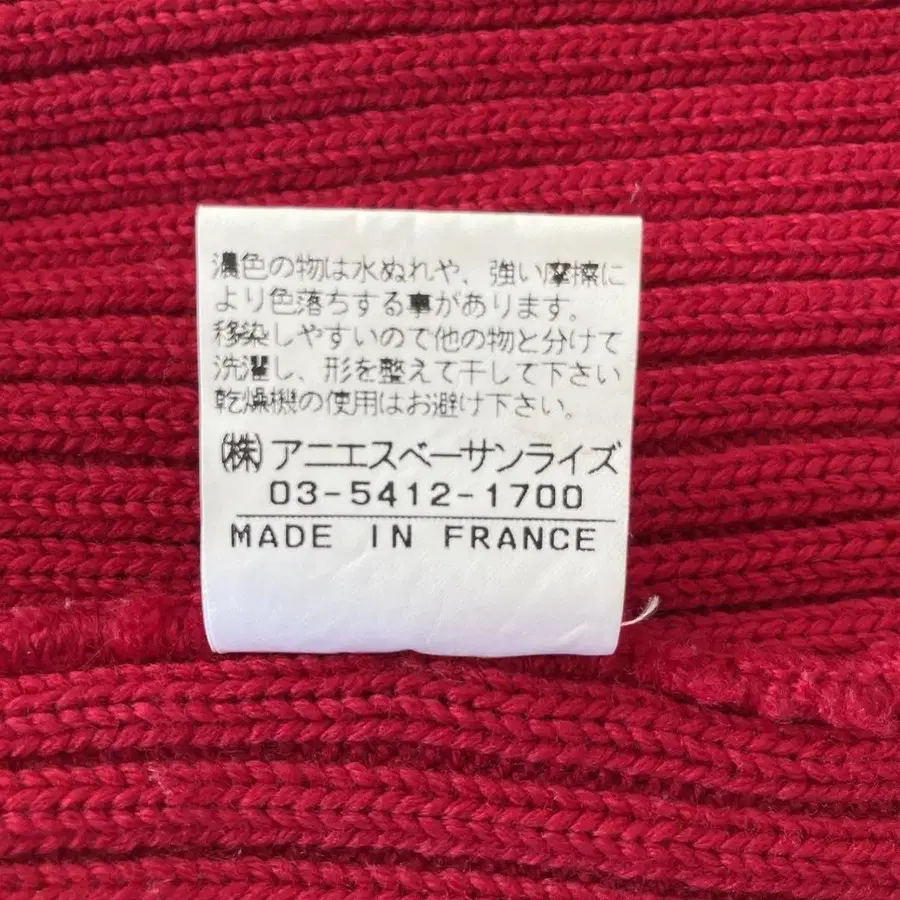 濃色の物は水ぬれや、強い摩擦に
より色落ちする事があります。
移染しやすいので他の物と分けて
洗濯し、形を整えて干して下さい
乾燥機の使用はお避け下さい。
㈱アニエスベーサンライズ
03-5412-1700
MADE IN FRANCE